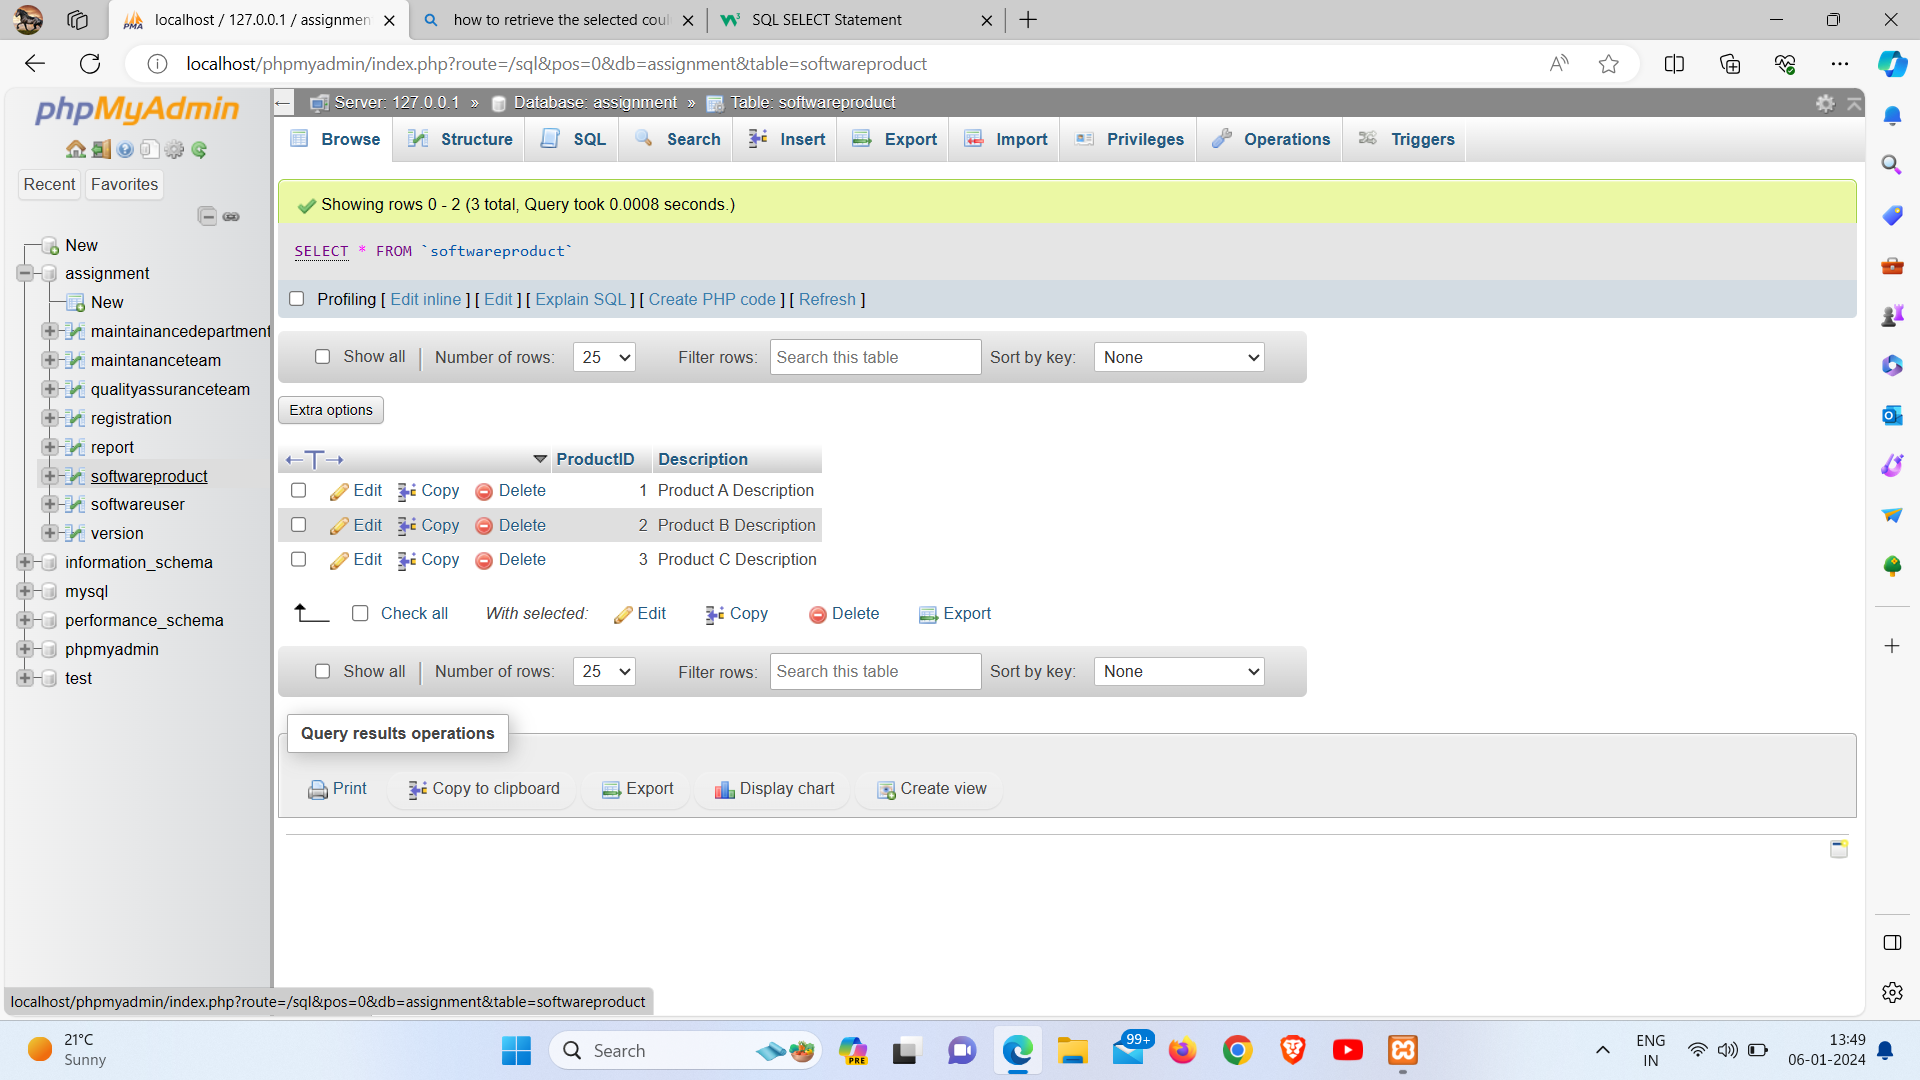 localhost / 127.0.0.1 / assignmen
how to retrieve the selected coul
SQL SELECT Statement
localhost/phpmyadmin/index.php?route=/sql&pos=0&db=assignment&table=softwareproduct
phpMyAdmin
Recent Favorites
New
assignment
New
maintainancedepartment
maintananceteam
qualityassuranceteam
registration
report
softwareproduct
softwareuser
version
information_schema
mysql
performance_schema
phpmyadmin
test
Server: 127.0.0.1 » Database: assignment » Table: softwareproduct
Browse Structure SQL Search Insert Export Import Privileges Operations Triggers
Showing rows 0 - 2 (3 total, Query took 0.0008 seconds.)
SELECT * FROM `softwareproduct`
Profiling [ Edit inline ] [ Edit ] [ Explain SQL ] [ Create PHP code ] [ Refresh ]
Show all Number of rows: 25 Filter rows: Search this table Sort by key: None
Extra options
←T→ ProductID Description
Edit Copy Delete 1 Product A Description
Edit Copy Delete 2 Product B Description
Edit Copy Delete 3 Product C Description
Check all With selected: Edit Copy Delete Export
Show all Number of rows: 25 Filter rows: Search this table Sort by key: None
Query results operations
Print Copy to clipboard Export Display chart Create view
localhost/phpmyadmin/index.php?route=/sql&pos=0&db=assignment&table=softwareproduct
21°C
Sunny
Search
PRE
99+
ENG
IN
13:49
06-01-2024